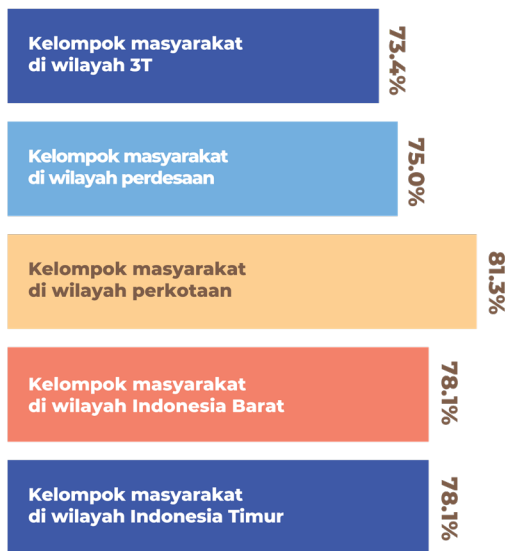 Kelompok masyarakat
di wilayah 3T
73.4%
Kelompok masyarakat
di wilayah perdesaan
75.0%
Kelompok masyarakat
di wilayah perkotaan
81.3%
Kelompok masyarakat
di wilayah Indonesia Barat
78.1%
Kelompok masyarakat
di wilayah Indonesia Timur
78.1%